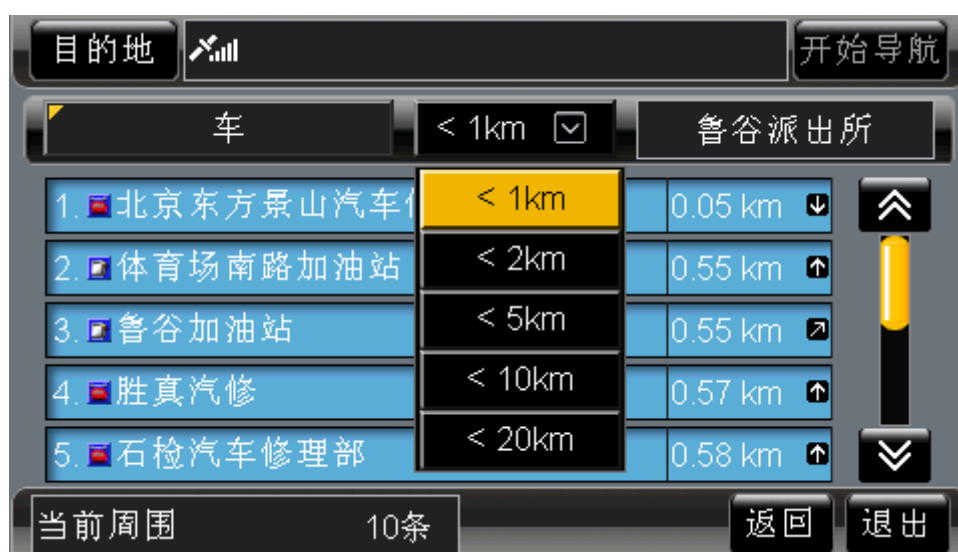 目的地 开始导航
车 < 1km 鲁谷派出所
1. 北京东方景山汽车 < 1km 0.05 km
2. 体育场南路加油站 < 2km 0.55 km
3. 鲁谷加油站 < 5km 0.55 km
4. 胜真汽修 < 10km 0.57 km
5. 石检汽车修理部 < 20km 0.58 km
当前周围 10条 返回 退出